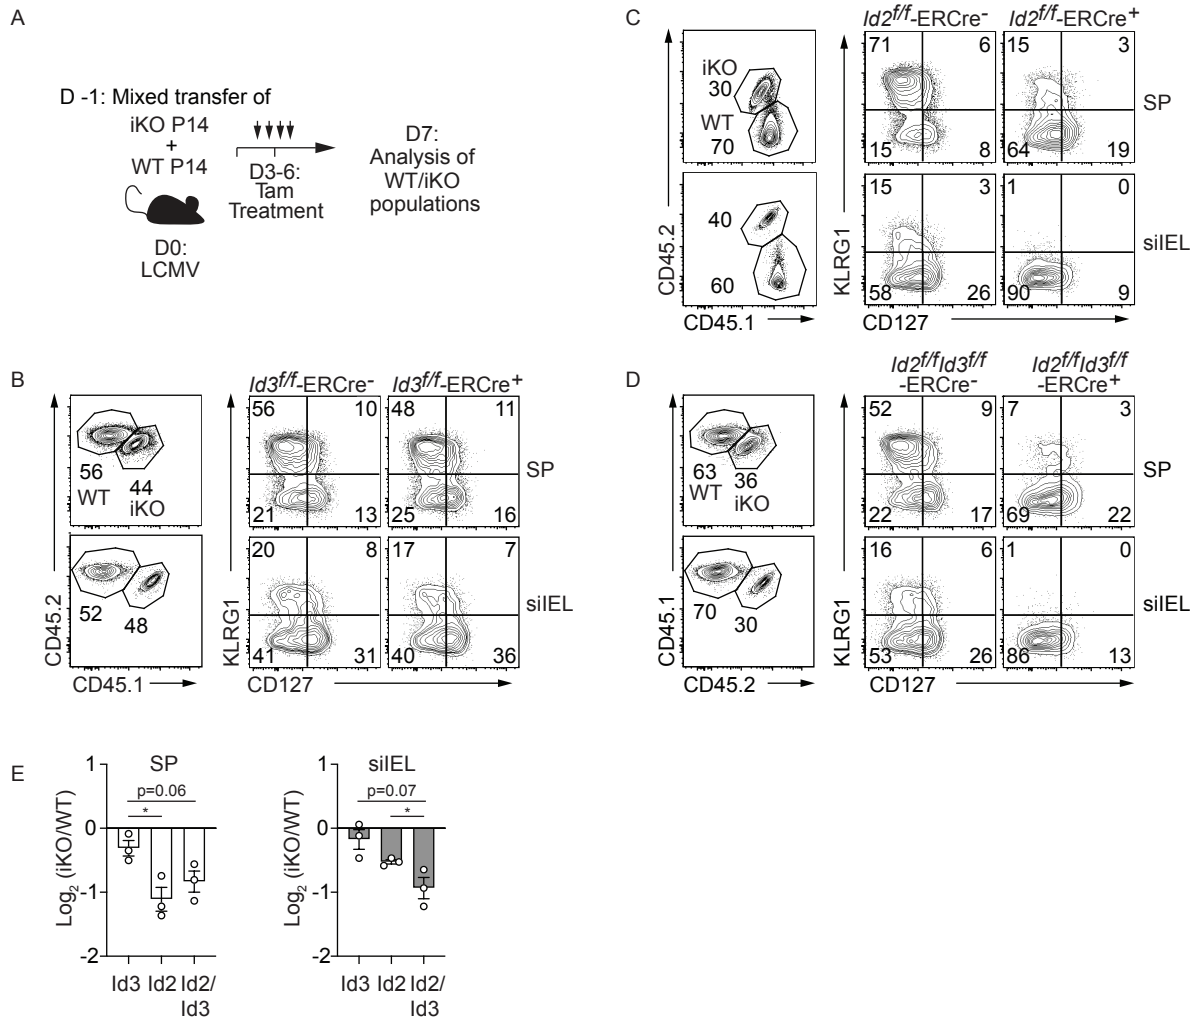 A
D -1: Mixed transfer of
iKO P14
+
WT P14
D0:
LCMV
D3-6:
Tam
Treatment
D7:
Analysis of
WT/iKO
populations
B
Id3f/f-ERCre- Id3f/f-ERCre+
56
WT
44
iKO
52
48
CD45.2
CD45.1
56 10 48 11
21 13 25 16
SP
20 8 17 7
41 31 40 36
siIEL
KLRG1
CD127
C
Id2f/f-ERCre- Id2f/f-ERCre+
iKO
30
WT
70
40
60
CD45.2
CD45.1
71 6 15 3
15 8 64 19
SP
15 3 1 0
58 26 90 9
siIEL
KLRG1
CD127
D
Id2f/fId3f/f Id2f/fId3f/f
-ERCre- -ERCre+
63
WT
36
iKO
70
30
CD45.1
CD45.2
52 9 7 3
22 17 69 22
SP
16 6 1 0
53 26 86 13
siIEL
KLRG1
CD127
E
SP
p=0.06
*
1
0
-1
-2
Log2 (iKO/WT)
Id3 Id2 Id2/
Id3
siIEL
p=0.07
*
1
0
-1
-2
Log2 (iKO/WT)
Id3 Id2 Id2/
Id3